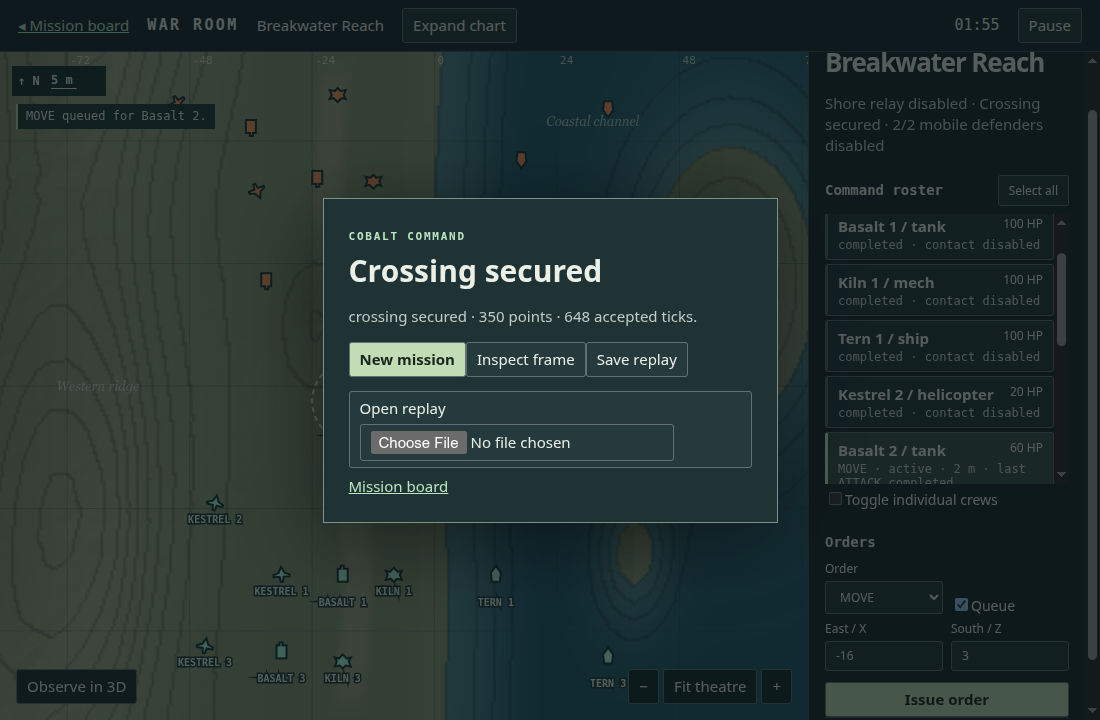 ◂ Mission board WAR ROOM Breakwater Reach Expand chart 01:55 Pause
-72 -48 -24 0 24 48
↑ N 5 m
MOVE queued for Basalt 2.
Coastal channel
Western ridge
KESTREL 2
KESTREL 1
BASALT 1
KILN 1
TERN 1
KESTREL 3
BASALT 3
KILN 3
TERN 3
Observe in 3D
− Fit theatre +
COBALT COMMAND
Crossing secured
crossing secured · 350 points · 648 accepted ticks.
New mission Inspect frame Save replay
Open replay
Choose File No file chosen
Mission board
Breakwater Reach
Shore relay disabled · Crossing
secured · 2/2 mobile defenders
disabled
Command roster Select all
Basalt 1 / tank 100 HP
completed · contact disabled
Kiln 1 / mech 100 HP
completed · contact disabled
Tern 1 / ship 100 HP
completed · contact disabled
Kestrel 2 / helicopter 20 HP
completed · contact disabled
Basalt 2 / tank 60 HP
MOVE · active · 2 m · last
ATTACK completed
Toggle individual crews
Orders
Order
MOVE Queue
East / X South / Z
-16 3
Issue order